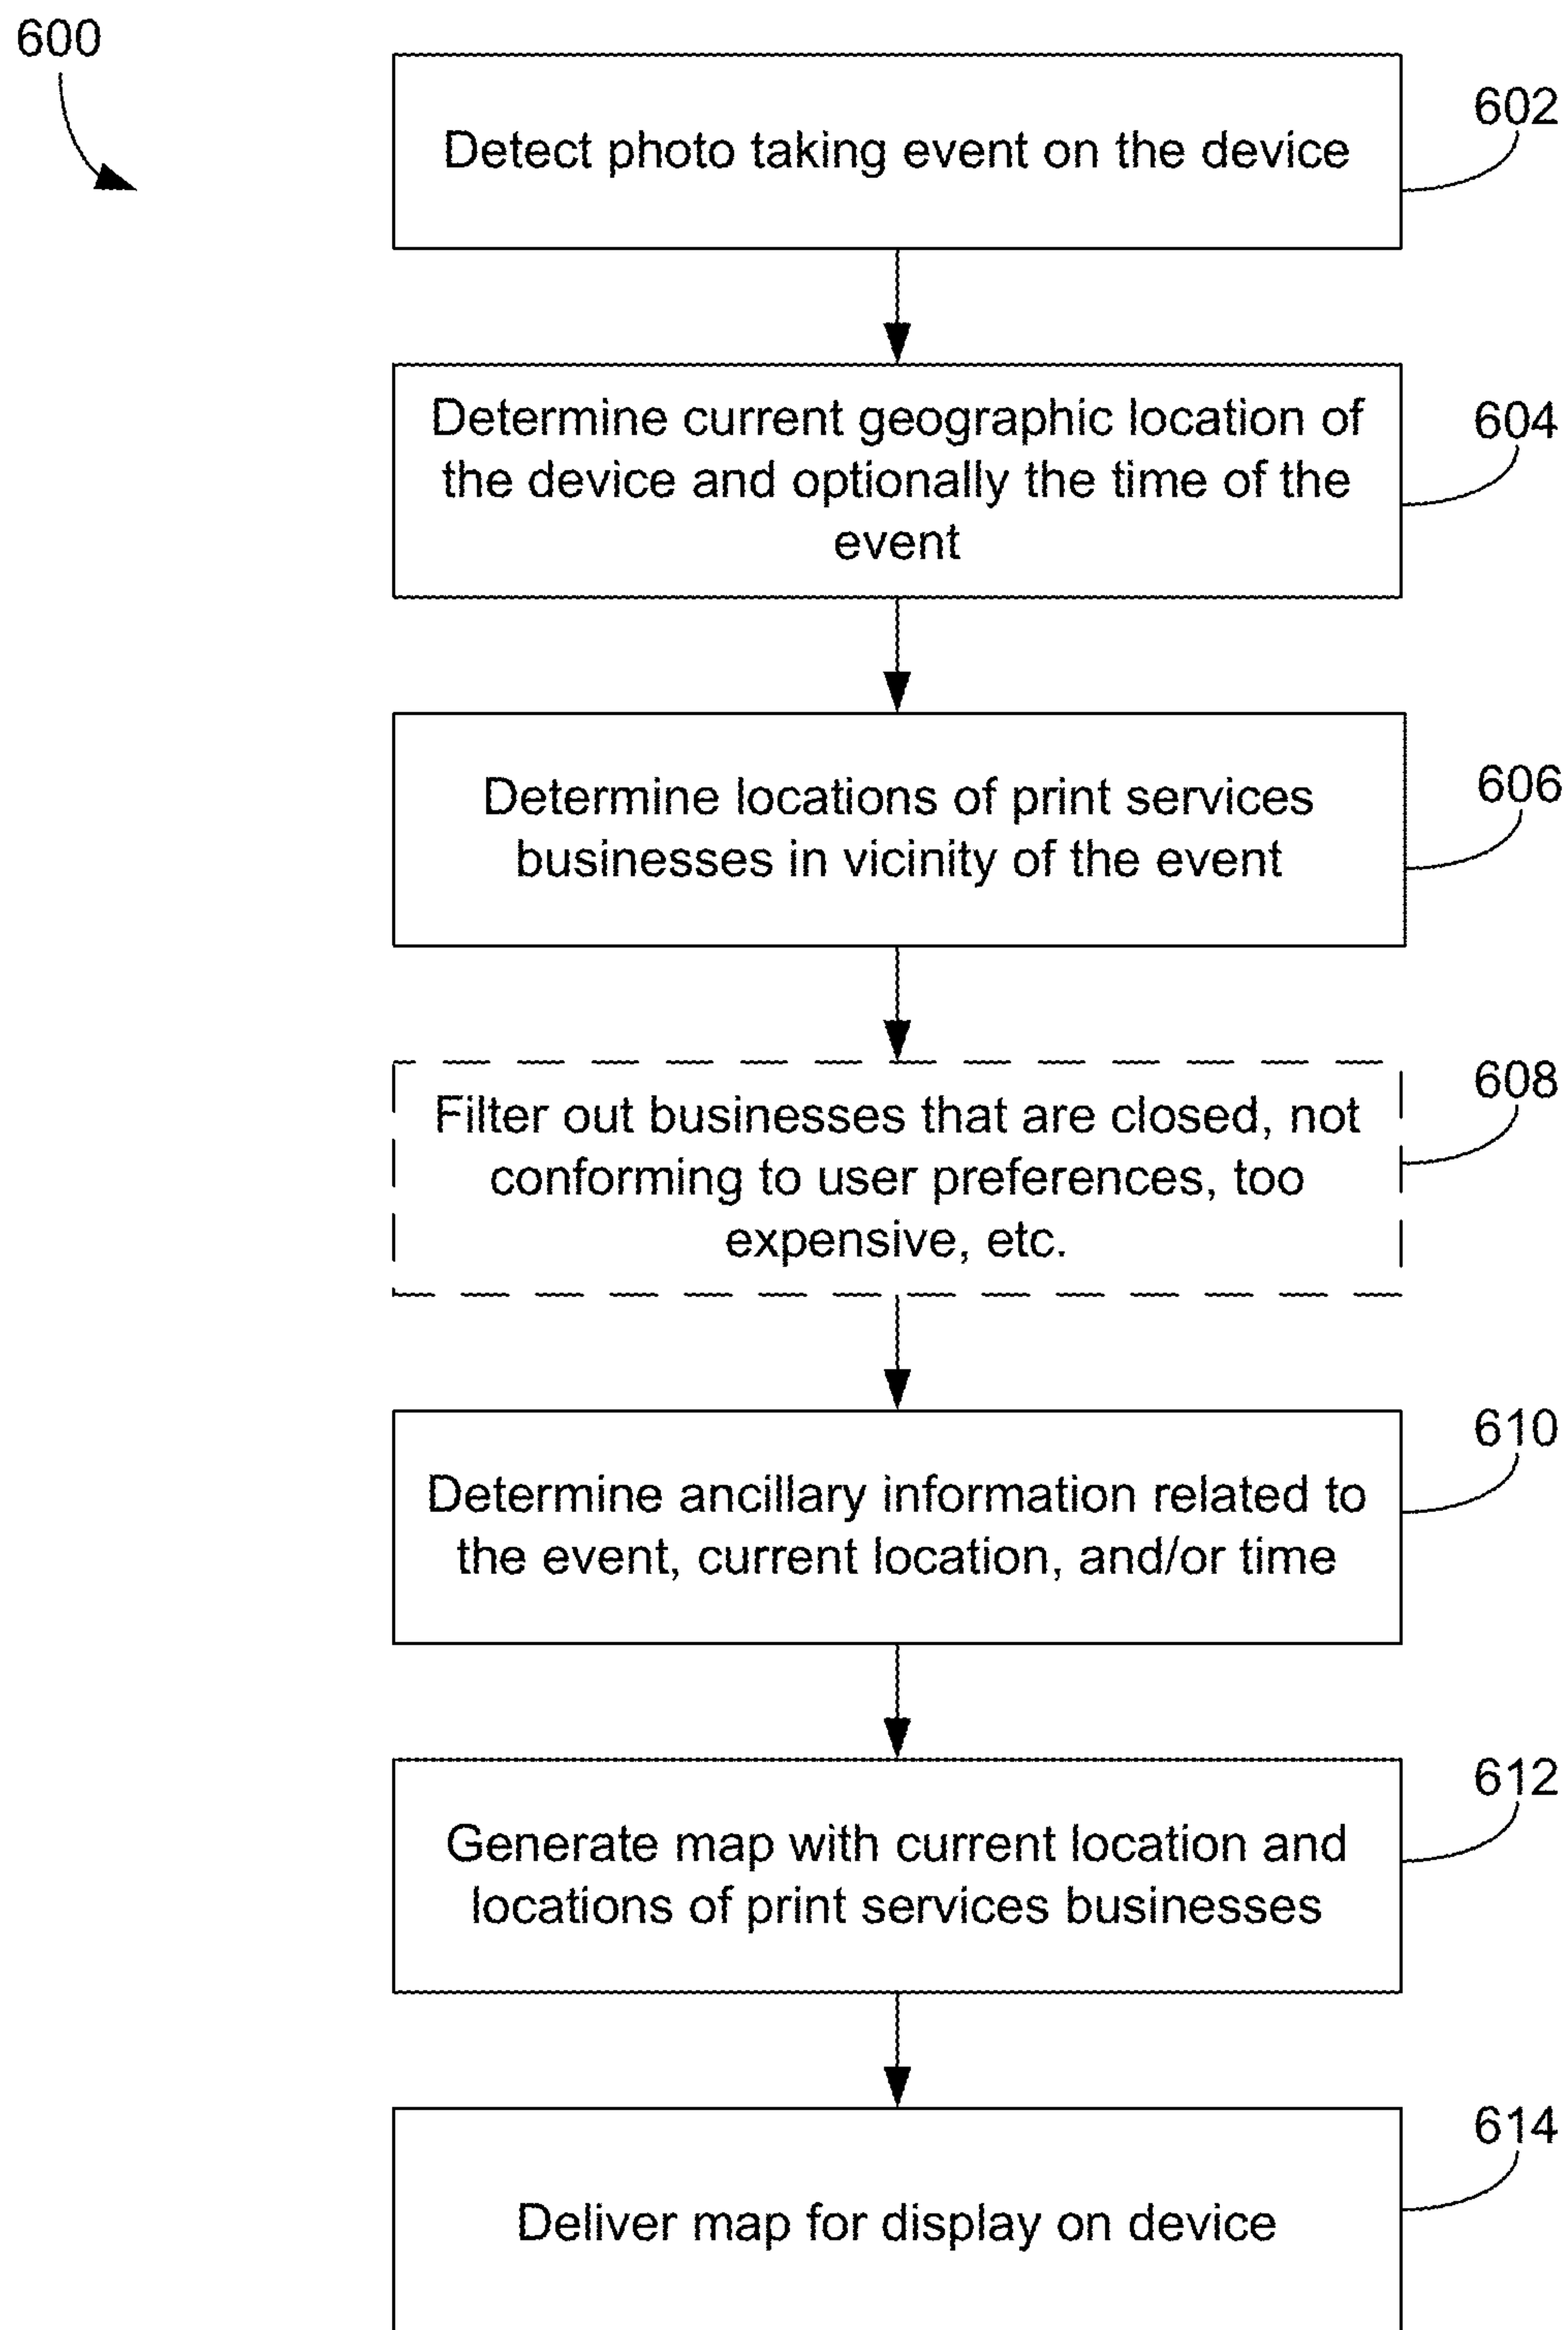 600
Detect photo taking event on the device
602
Determine current geographic location of
the device and optionally the time of the
event
604
Determine locations of print services
businesses in vicinity of the event
606
Filter out businesses that are closed, not
conforming to user preferences, too
expensive, etc.
608
Determine ancillary information related to
the event, current location, and/or time
610
Generate map with current location and
locations of print services businesses
612
Deliver map for display on device
614